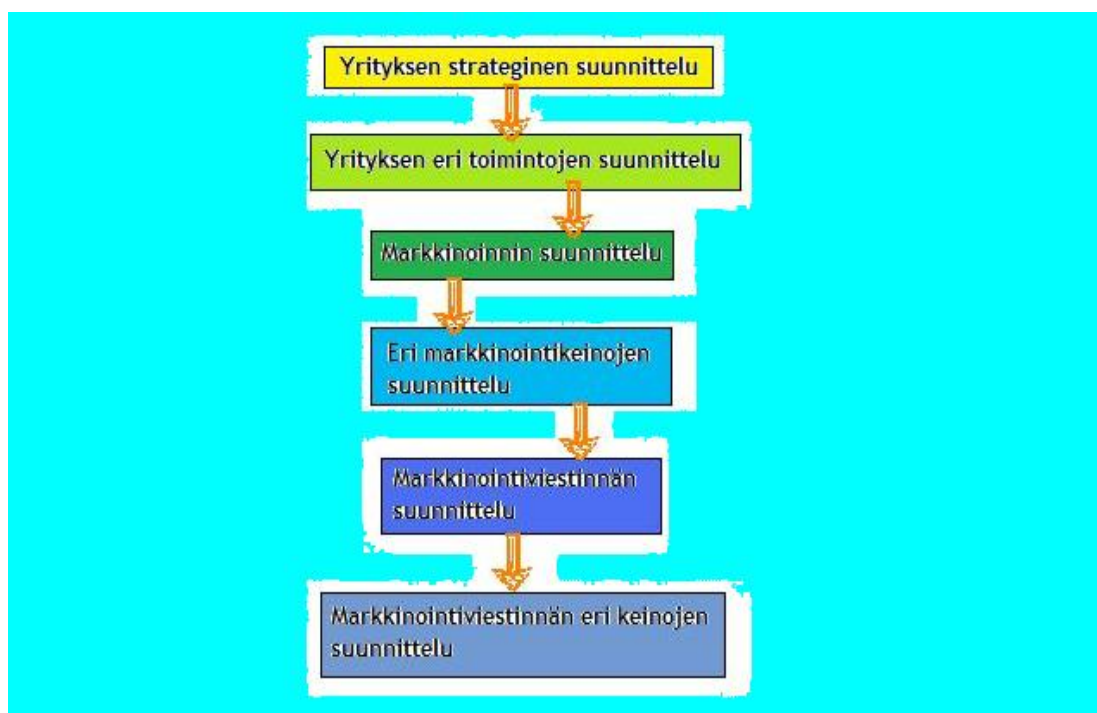 Yrityksen strateginen suunnittelu
Yrityksen eri toimintojen suunnittelu
Markkinoinnin suunnittelu
Eri markkinointikeinojen
suunnittelu
Markkinointiviestinnän
suunnittelu
Markkinointiviestinnän eri keinojen
suunnittelu